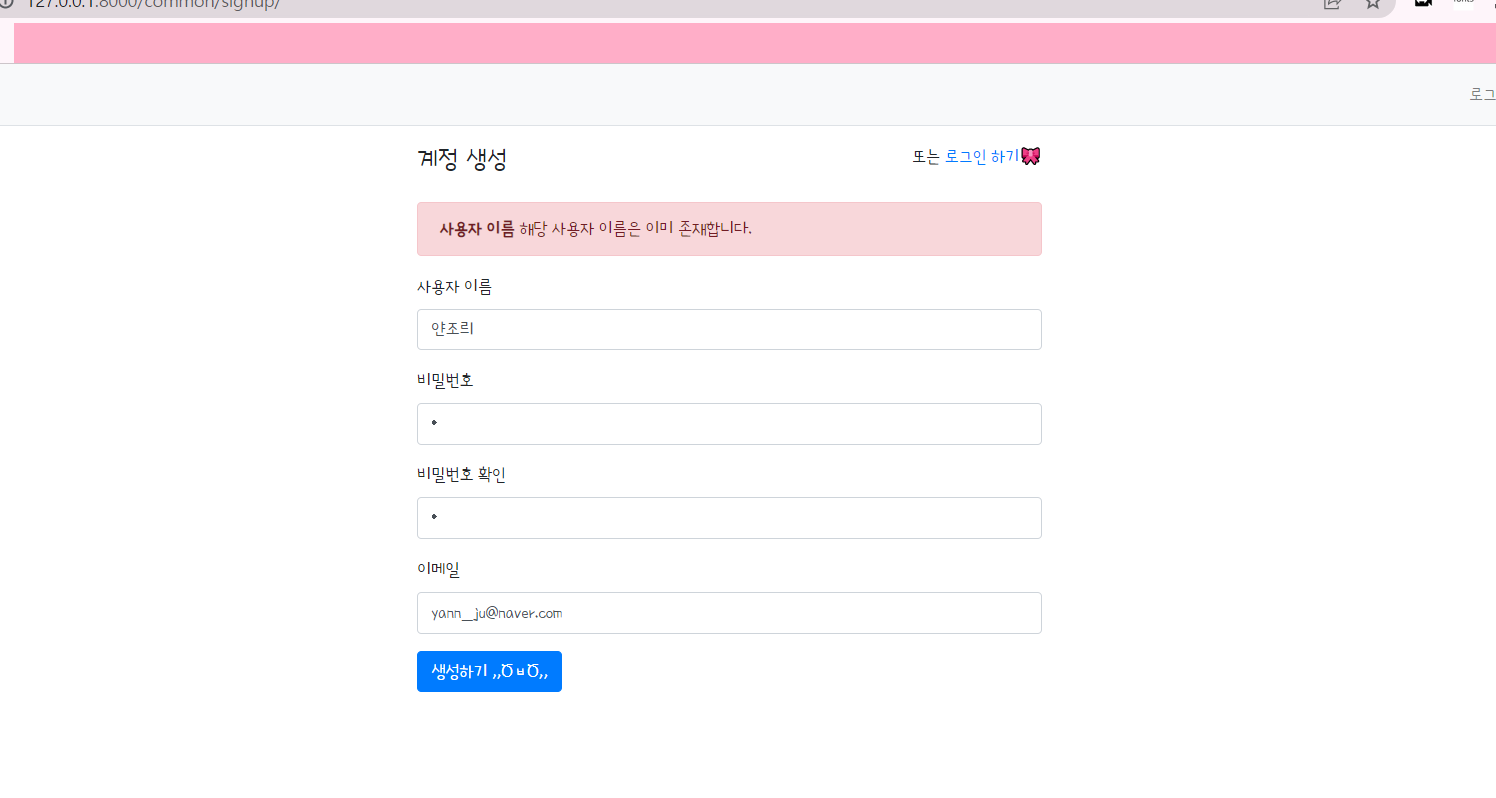 127.0.0.1:8000/common/signup/
로그
계정 생성
또는 로그인 하기🎀
사용자 이름 해당 사용자 이름은 이미 존재합니다.
사용자 이름
얀조릐
비밀번호
비밀번호 확인
이메일
yann_ju@naver.com
생성하기 ,,Ծㅂ Ծ,,